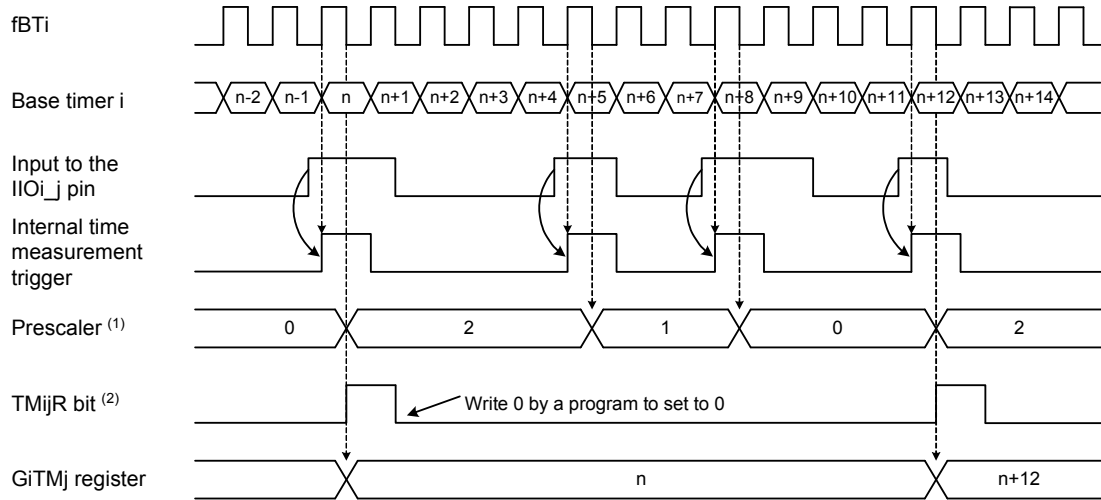 fBTi
Base timer i
n-2 n-1 n n+1 n+2 n+3 n+4 n+5 n+6 n+7 n+8 n+9 n+10 n+11 n+12 n+13 n+14
Input to the
IIOi_j pin
Internal time
measurement
trigger
Prescaler (1)
0 2 1 0 2
TMijR bit (2)
Write 0 by a program to set to 0
GiTMj register
n n+12